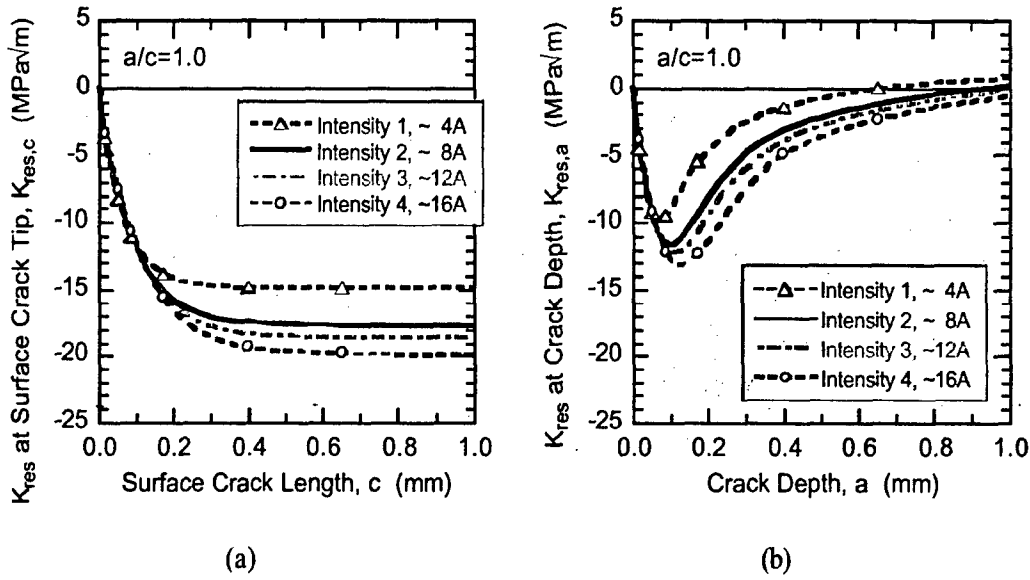 a/c=1.0
K_res at Surface Crack Tip, K_res,c (MPa√m)
5
0
-5
-10
-15
-20
-25
Intensity 1, ~ 4A
Intensity 2, ~ 8A
Intensity 3, ~12A
Intensity 4, ~16A
0.0 0.2 0.4 0.6 0.8 1.0
Surface Crack Length, c (mm)
(a)
a/c=1.0
K_res at Crack Depth, K_res,a (MPa√m)
5
0
-5
-10
-15
-20
-25
Intensity 1, ~ 4A
Intensity 2, ~ 8A
Intensity 3, ~12A
Intensity 4, ~16A
0.0 0.2 0.4 0.6 0.8 1.0
Crack Depth, a (mm)
(b)